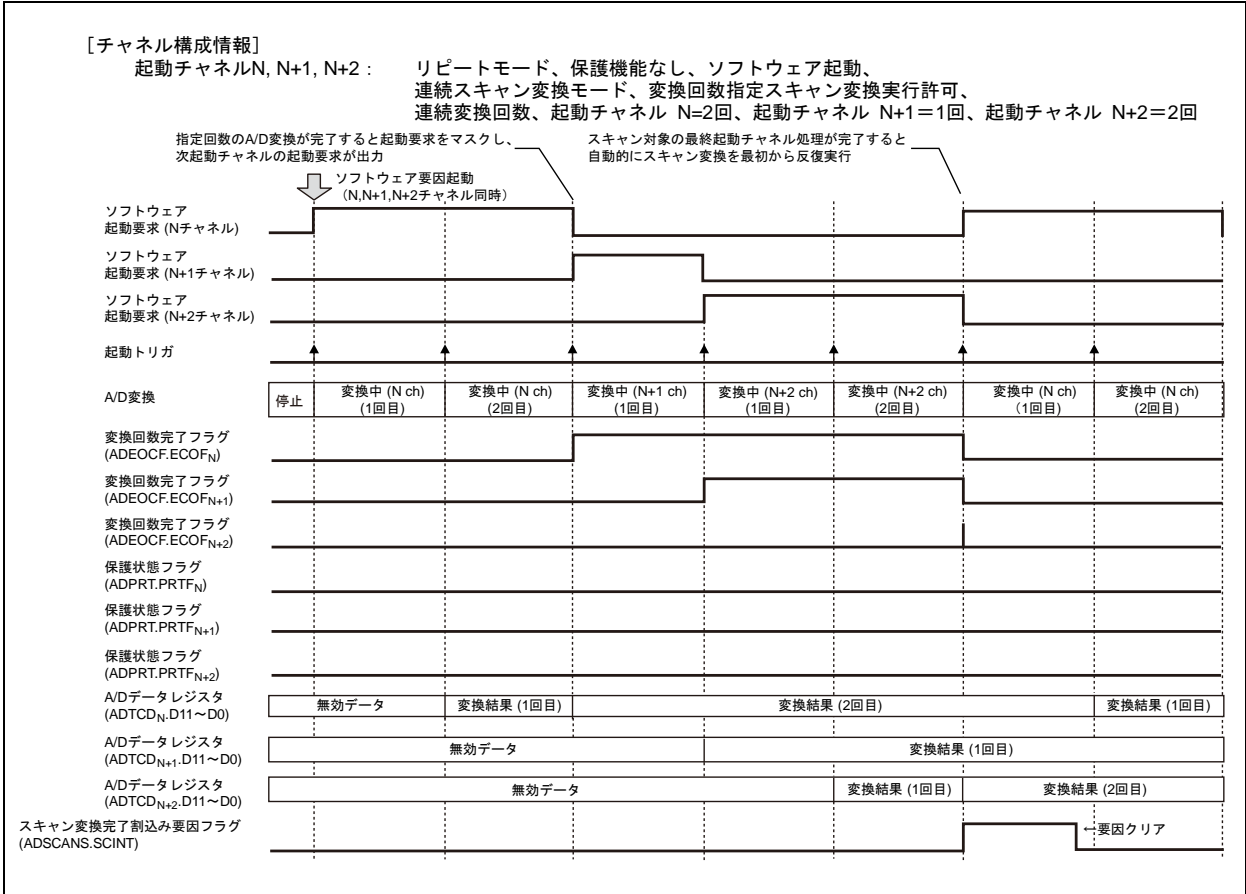 ［チャネル構成情報］
起動チャネルN, N+1, N+2： リピートモード、保護機能なし、ソフトウェア起動、
連続スキャン変換モード、変換回数指定スキャン変換実行許可、
連続変換回数、起動チャネル N=2回、起動チャネル N+1＝1回、起動チャネル N+2＝2回
指定回数のA/D変換が完了すると起動要求をマスクし、
次起動チャネルの起動要求が出力
スキャン対象の最終起動チャネル処理が完了すると
自動的にスキャン変換を最初から反復実行
ソフトウェア要因起動
（N,N+1,N+2チャネル同時）
ソフトウェア
起動要求 (Nチャネル)
ソフトウェア
起動要求 (N+1チャネル)
ソフトウェア
起動要求 (N+2チャネル)
起動トリガ
A/D変換
停止
変換中 (N ch)
(1回目)
変換中 (N ch)
(2回目)
変換中 (N+1 ch)
(1回目)
変換中 (N+2 ch)
(1回目)
変換中 (N+2 ch)
(2回目)
変換中 (N ch)
（1回目)
変換中 (N ch)
(2回目)
変換回数完了フラグ
(ADEOCF.ECOFN)
変換回数完了フラグ
(ADEOCF.ECOFN+1)
変換回数完了フラグ
(ADEOCF.ECOFN+2)
保護状態フラグ
(ADPRT.PRTFN)
保護状態フラグ
(ADPRT.PRTFN+1)
保護状態フラグ
(ADPRT.PRTFN+2)
A/Dデータレジスタ
(ADTCDN.D11～D0)
無効データ
変換結果 (1回目)
変換結果 (2回目)
変換結果 (1回目)
A/Dデータレジスタ
(ADTCDN+1.D11～D0)
無効データ
変換結果 (1回目)
A/Dデータレジスタ
(ADTCDN+2.D11～D0)
無効データ
変換結果 (1回目)
変換結果 (2回目)
スキャン変換完了割込み要因フラグ
(ADSCANS.SCINT)
←要因クリア